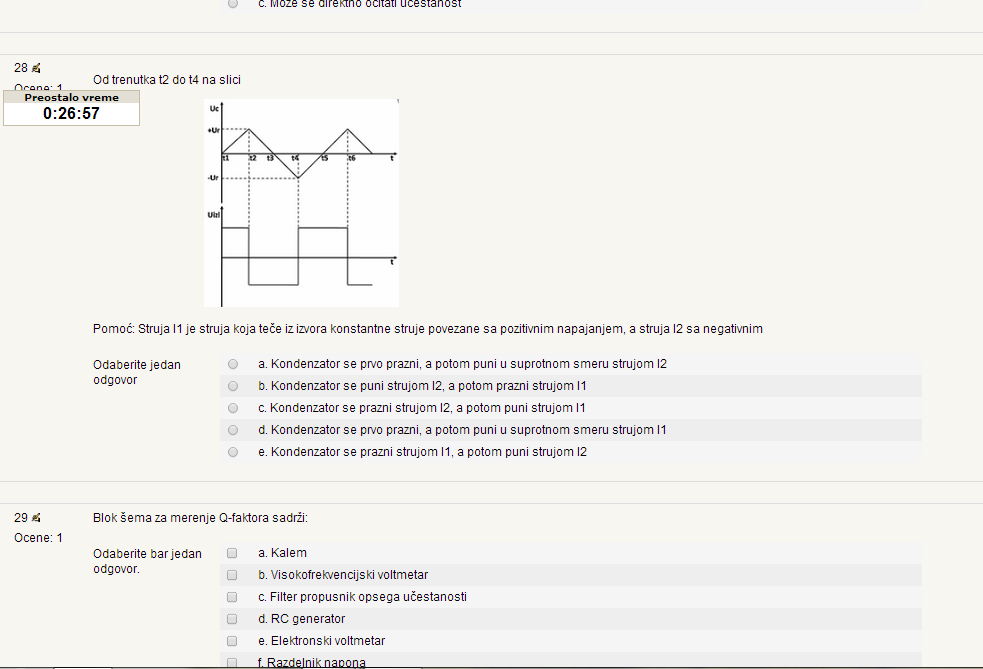 c. Može se direktno očitati učestanost
28
Od trenutka t2 do t4 na slici
Ocene: 1
Preostalo vreme
0:26:57
Uc
+Ur
t1 t2 t3 t4 t5 t6 t
-Ur
Uizl
t
Pomoć: Struja I1 je struja koja teče iz izvora konstantne struje povezane sa pozitivnim napajanjem, a struja I2 sa negativnim
Odaberite jedan
odgovor
a. Kondenzator se prvo prazni, a potom puni u suprotnom smeru strujom I2
b. Kondenzator se puni strujom I2, a potom prazni strujom I1
c. Kondenzator se prazni strujom I2, a potom puni strujom I1
d. Kondenzator se prvo prazni, a potom puni u suprotnom smeru strujom I1
e. Kondenzator se prazni strujom I1, a potom puni strujom I2
29
Blok šema za merenje Q-faktora sadrži:
Ocene: 1
Odaberite bar jedan
odgovor.
a. Kalem
b. Visokofrekvencijski voltmetar
c. Filter propusnik opsega učestanosti
d. RC generator
e. Elektronski voltmetar
f. Razdelnik napona